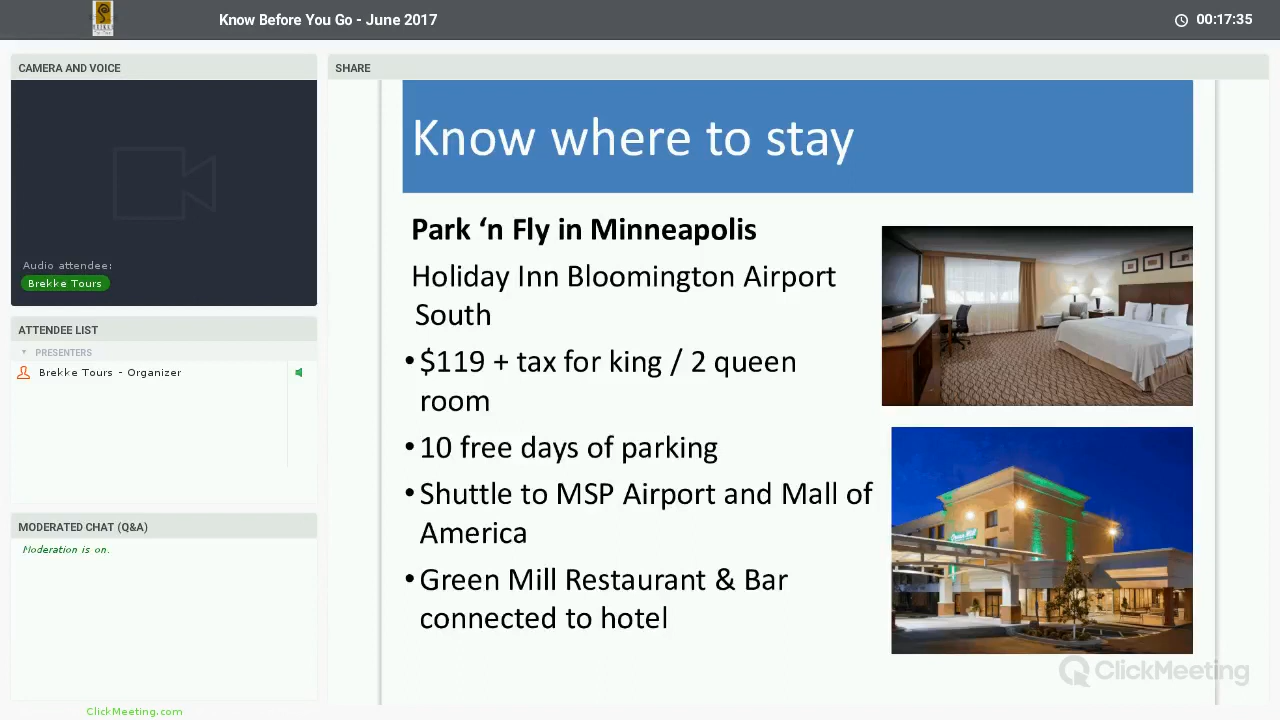 Know Before You Go - June 2017
00:17:35
CAMERA AND VOICE
Audio attendee:
Brekke Tours
ATTENDEE LIST
PRESENTERS
Brekke Tours - Organizer
MODERATED CHAT (Q&A)
Moderation is on.
ClickMeeting.com
SHARE
Know where to stay
Park ‘n Fly in Minneapolis
Holiday Inn Bloomington Airport
South
•$119 + tax for king / 2 queen
room
•10 free days of parking
•Shuttle to MSP Airport and Mall of
America
•Green Mill Restaurant & Bar
connected to hotel
ClickMeeting